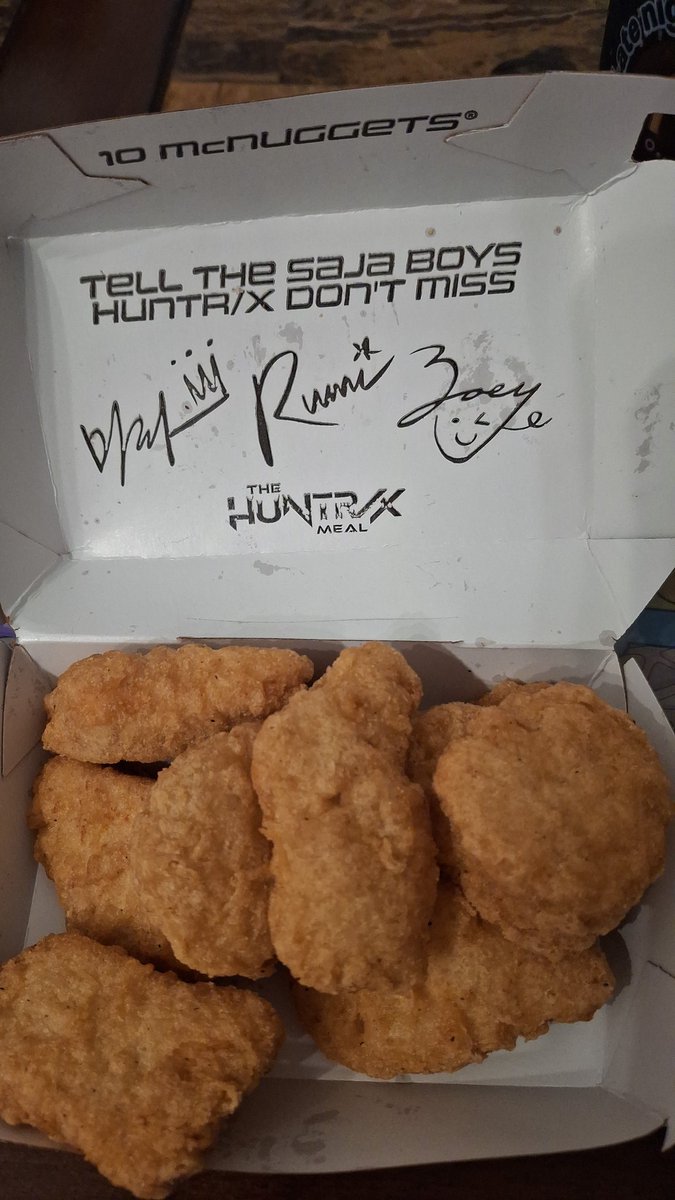 10 McNUGGETS®
TELL THE SAJA BOYS
HUNTR/X DON'T MISS
Rumi
Zoey
THE
HUNTR/X
MEAL